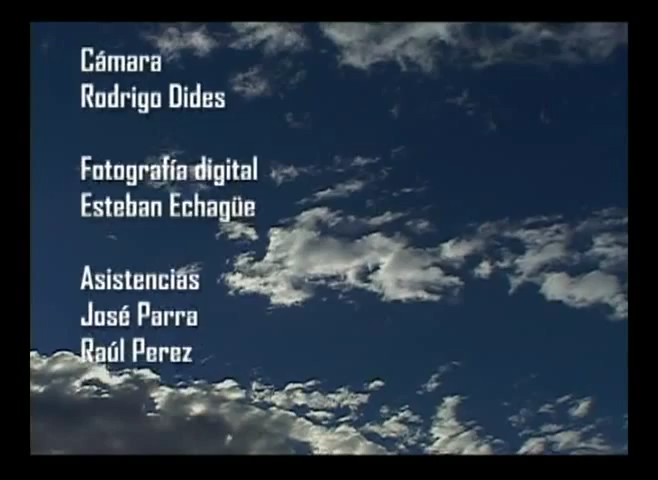 Cámara
Rodrigo Dides
Fotografía digital
Esteban Echagüe
Asistencias
José Parra
Raúl Perez